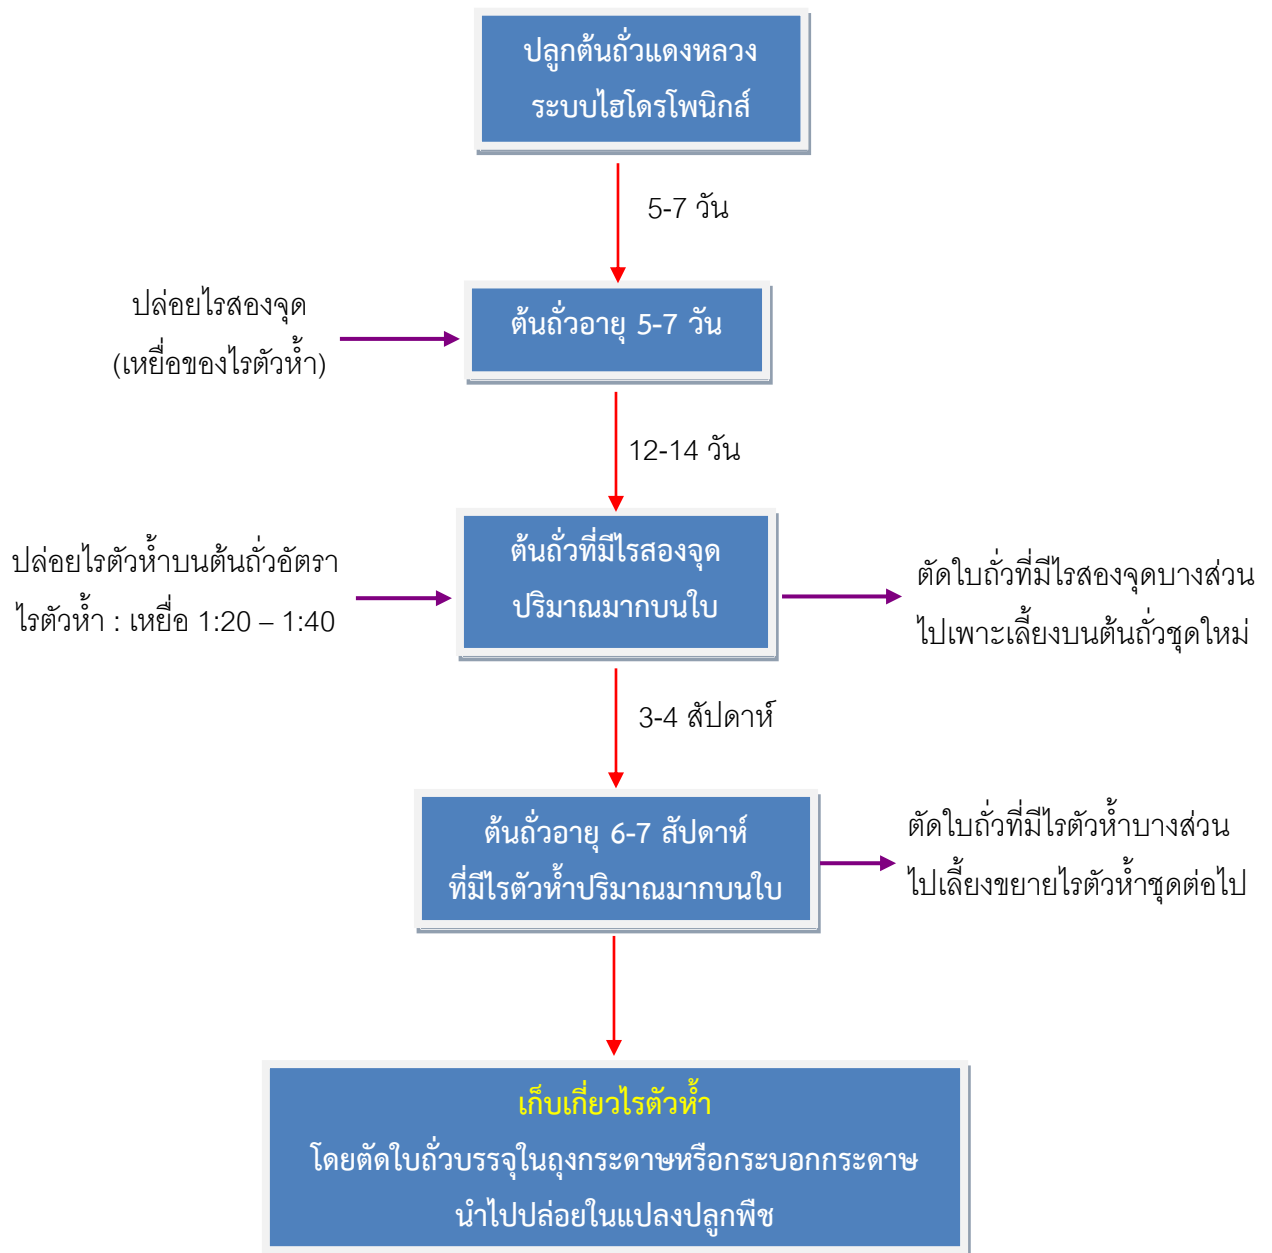 ปลูกต้นถั่วแดงหลวง
ระบบไฮโดรโพนิกส์
5-7 วัน
ปล่อยไรสองจุด
(เหยื่อของไรตัวห้ำ)
ต้นถั่วอายุ 5-7 วัน
12-14 วัน
ปล่อยไรตัวห้ำบนต้นถั่วอัตรา
ไรตัวห้ำ : เหยื่อ 1:20 – 1:40
ต้นถั่วที่มีไรสองจุด
ปริมาณมากบนใบ
ตัดใบถั่วที่มีไรสองจุดบางส่วน
ไปเพาะเลี้ยงบนต้นถั่วชุดใหม่
3-4 สัปดาห์
ต้นถั่วอายุ 6-7 สัปดาห์
ที่มีไรตัวห้ำปริมาณมากบนใบ
ตัดใบถั่วที่มีไรตัวห้ำบางส่วน
ไปเลี้ยงขยายไรตัวห้ำชุดต่อไป
เก็บเกี่ยวไรตัวห้ำ
โดยตัดใบถั่วบรรจุในถุงกระดาษหรือกระบอกกระดาษ
นำไปปล่อยในแปลงปลูกพืช